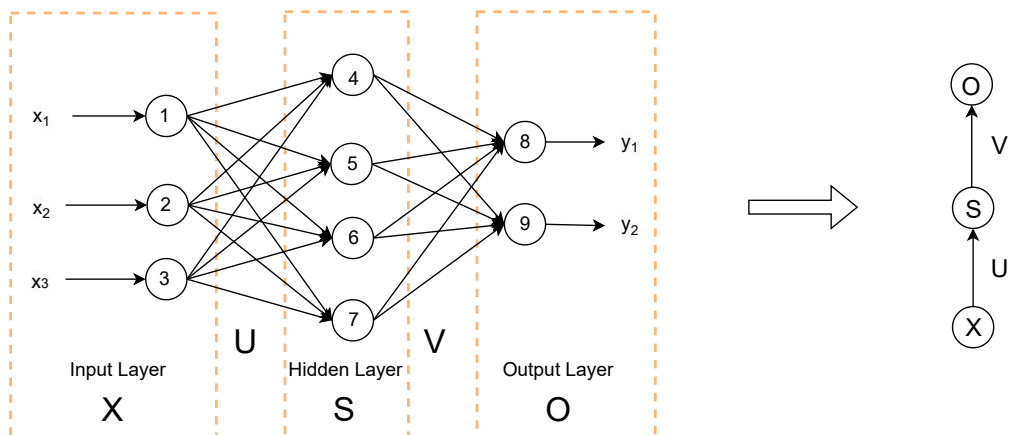 x₁
x₂
x₃
1
2
3
4
5
6
7
8
9
y₁
y₂
U
V
Input Layer
Hidden Layer
Output Layer
X
S
O
O
V
S
U
X